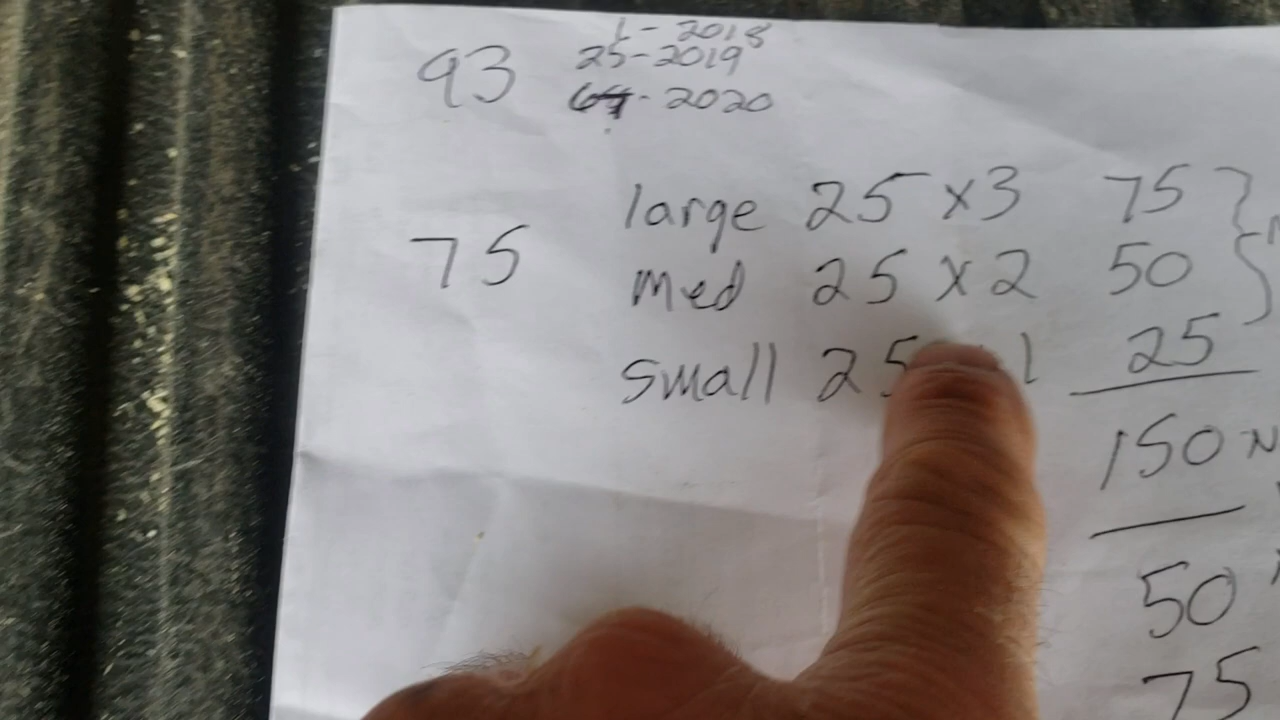 1 - 2018
93 25-2019
- 2020
large 25 x3 75 }
75
med 25 x2 50
small 25 1 25
150
50
75